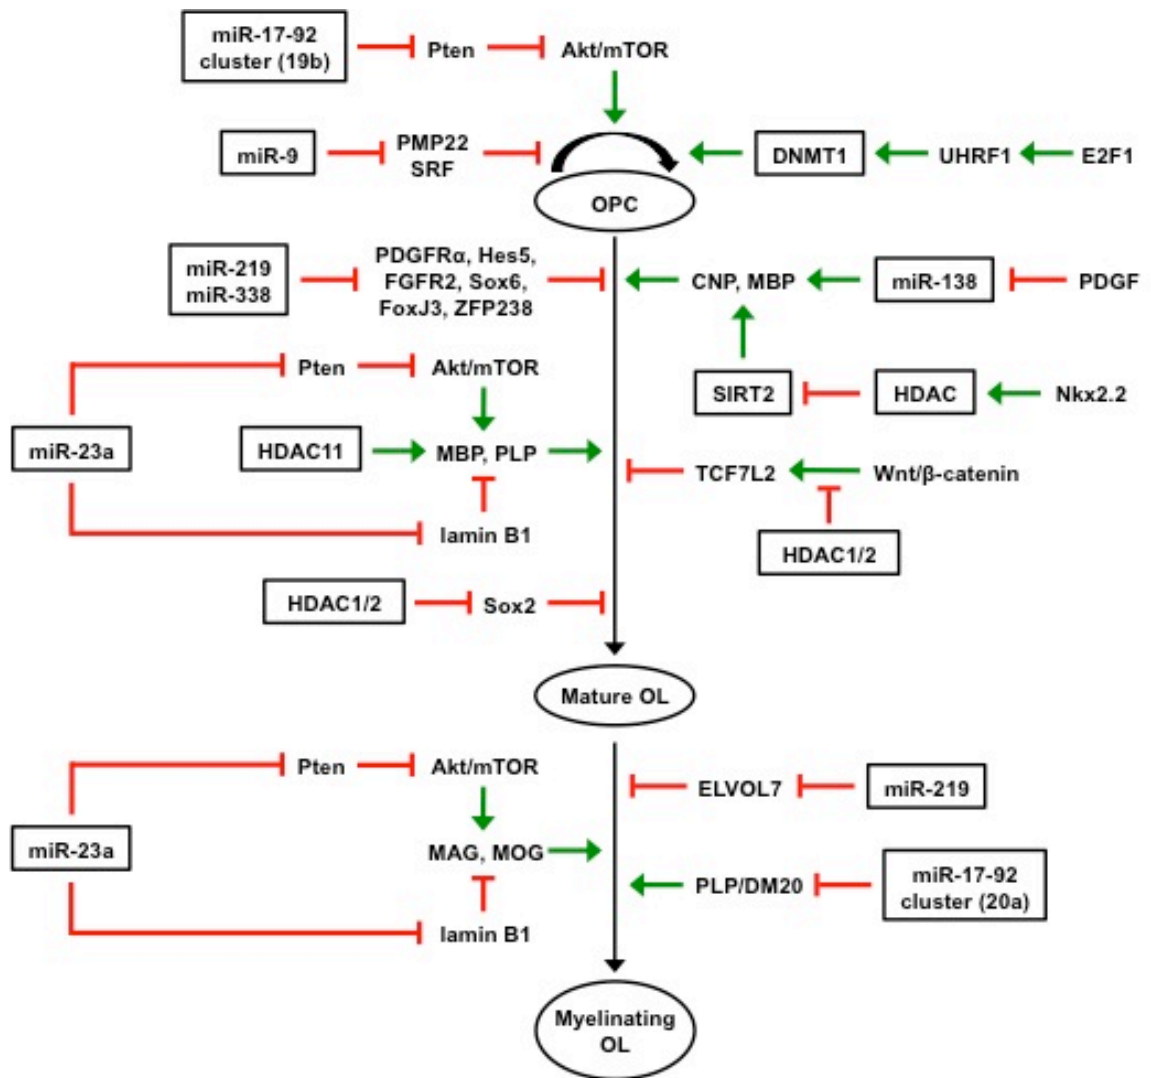 miR-17-92
cluster (19b)
Pten
Akt/mTOR
miR-9
PMP22
SRF
DNMT1
UHRF1
E2F1
OPC
miR-219
miR-338
PDGFRα, Hes5,
FGFR2, Sox6,
FoxJ3, ZFP238
CNP, MBP
miR-138
PDGF
Pten
Akt/mTOR
SIRT2
HDAC
Nkx2.2
miR-23a
HDAC11
MBP, PLP
TCF7L2
Wnt/β-catenin
lamin B1
HDAC1/2
HDAC1/2
Sox2
Mature OL
Pten
Akt/mTOR
ELVOL7
miR-219
miR-23a
MAG, MOG
PLP/DM20
miR-17-92
cluster (20a)
lamin B1
Myelinating
OL